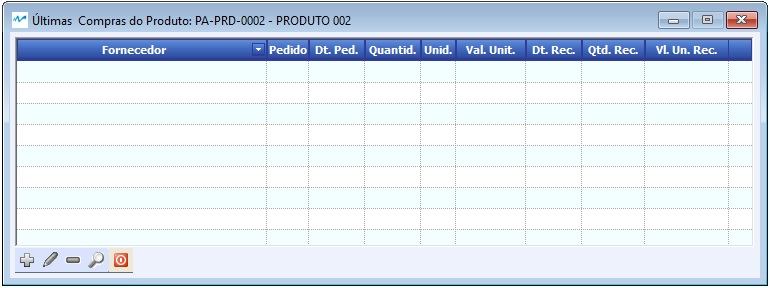 Últimas  Compras do Produto: PA-PRD-0002 - PRODUTO 002
Fornecedor Pedido Dt. Ped. Quantid. Unid. Val. Unit. Dt. Rec. Qtd. Rec. Vl. Un. Rec.